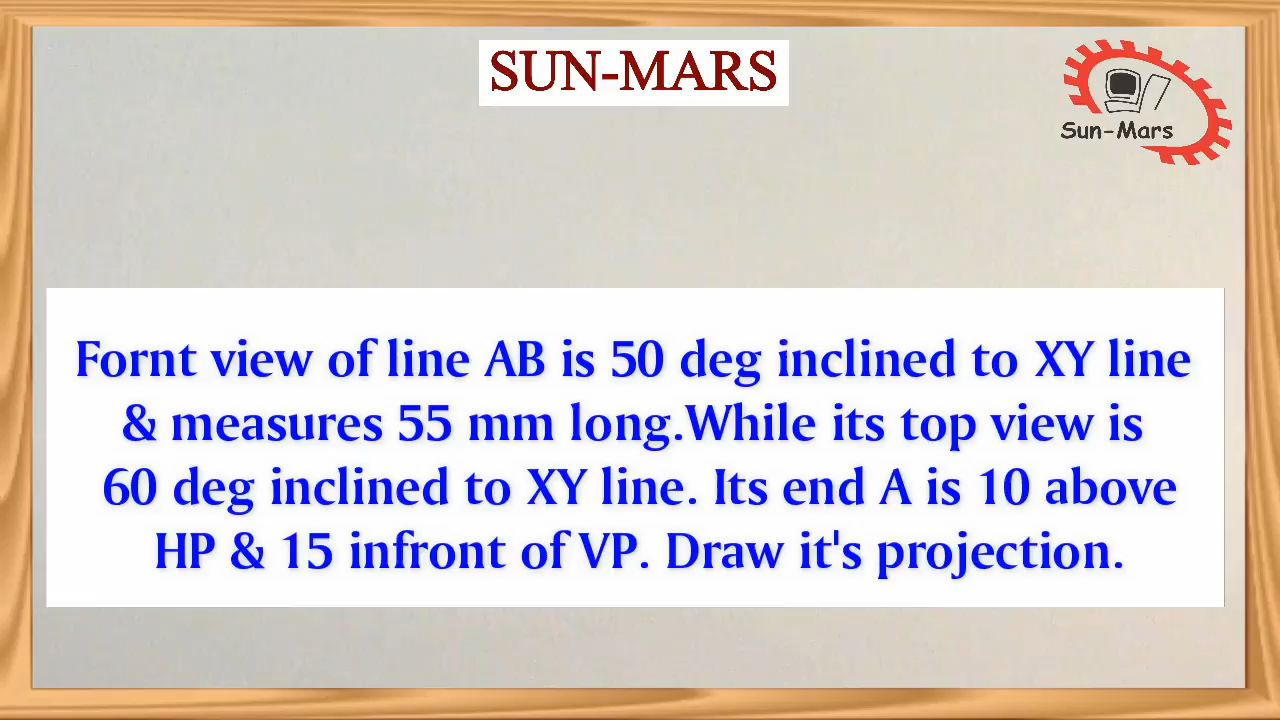 SUN-MARS
Sun-Mars
Fornt view of line AB is 50 deg inclined to XY line
& measures 55 mm long.While its top view is
60 deg inclined to XY line. Its end A is 10 above
HP & 15 infront of VP. Draw it's projection.